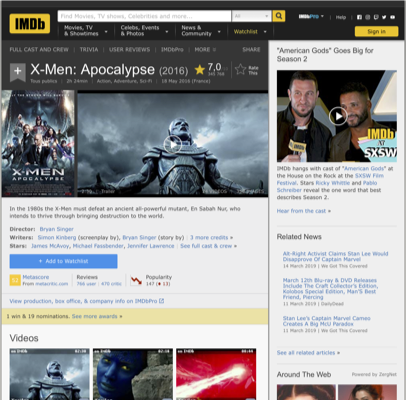 IMDb
Find Movies, TV shows, Celebrities and more...
All
IMDbPro
Help
Movies, TV & Showtimes
Celebs, Events & Photos
News & Community
Watchlist
Sign in
FULL CAST AND CREW | TRIVIA | USER REVIEWS | IMDbPro | MORE
SHARE
X-Men: Apocalypse (2016)
7,0
Rate This
Tous publics | 2h 24min | Action, Adventure, Sci-Fi | 18 May 2016 (France)
X-MEN
APOCALYPSE
In the 1980s the X-Men must defeat an ancient all-powerful mutant, En Sabah Nur, who
intends to thrive through bringing destruction to the world.
Director: Bryan Singer
Writers: Simon Kinberg (screenplay by), Bryan Singer (story by) | 3 more credits »
Stars: James McAvoy, Michael Fassbender, Jennifer Lawrence | See full cast & crew »
+ Add to Watchlist
Metascore
From metacritic.com
Reviews
Popularity
View production, box office, & company info on IMDbPro
1 win & 19 nominations. See more awards »
Videos
"American Gods" Goes Big for
Season 2
IMDb
at
SXSW
IMDb hangs with cast of "American Gods" at
the House on the Rock at the SXSW Film
Festival. Stars Ricky Whittle and Pablo
Schreiber reveal the one word that best
describes Season 2.
Hear from the cast »
Related News
Alt-Right Activist Claims Stan Lee Would
Disapprove Of Captain Marvel
14 March 2019 | We Got This Covered
March 12th Blu-ray & DVD Releases
Include The Craft Collector's Edition,
Kolobos Special Edition, Man'S Best
Friend, Piercing
11 March 2019 | DailyDead
Stan Lee's Captain Marvel Cameo
Creates A Big McU Paradox
11 March 2019 | We Got This Covered
See all related articles »
Around The Web
Powered by ZergNet